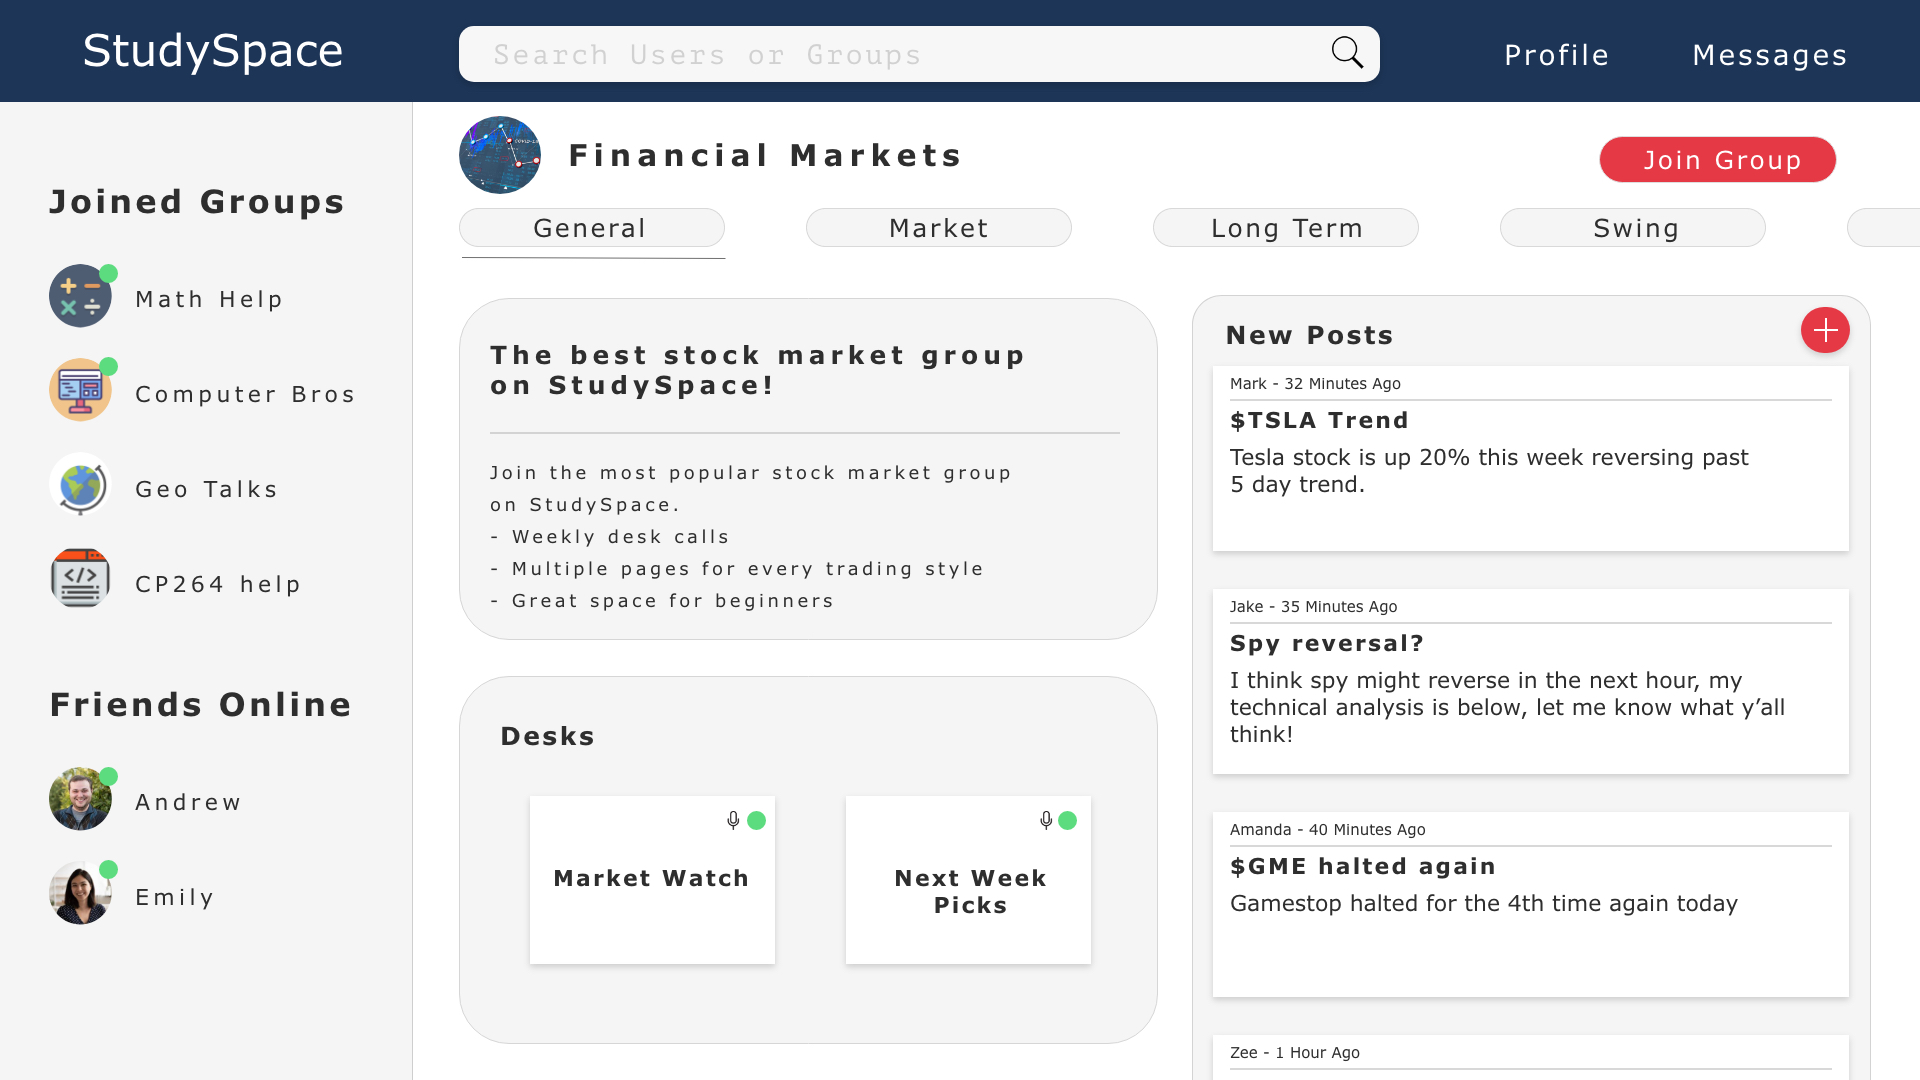 StudySpace
Search Users or Groups
Profile
Messages
Joined Groups
Math Help
Computer Bros
Geo Talks
CP264 help
Friends Online
Andrew
Emily
Financial Markets
Join Group
General
Market
Long Term
Swing
The best stock market group
on StudySpace!
Join the most popular stock market group
on StudySpace.
- Weekly desk calls
- Multiple pages for every trading style
- Great space for beginners
Desks
Market Watch
Next Week
Picks
New Posts
Mark - 32 Minutes Ago
$TSLA Trend
Tesla stock is up 20% this week reversing past
5 day trend.
Jake - 35 Minutes Ago
Spy reversal?
I think spy might reverse in the next hour, my
technical analysis is below, let me know what y’all
think!
Amanda - 40 Minutes Ago
$GME halted again
Gamestop halted for the 4th time again today
Zee - 1 Hour Ago